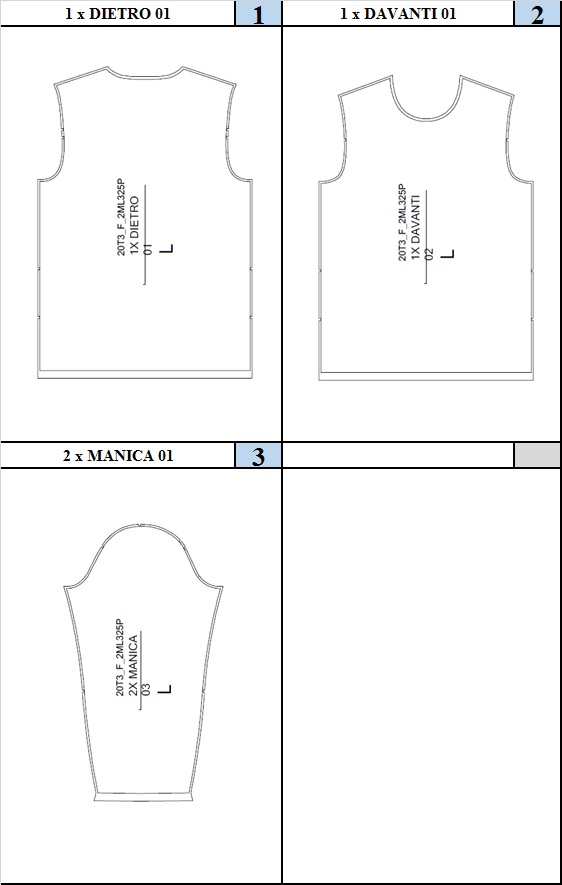 1 x DIETRO 01
1
1 x DAVANTI 01
2
20T3_F_2ML325P
1X DIETRO
01
L
20T3_F_2ML325P
1X DAVANTI
02
L
2 x MANICA 01
3
20T3_F_2ML325P
2X MANICA
03
L